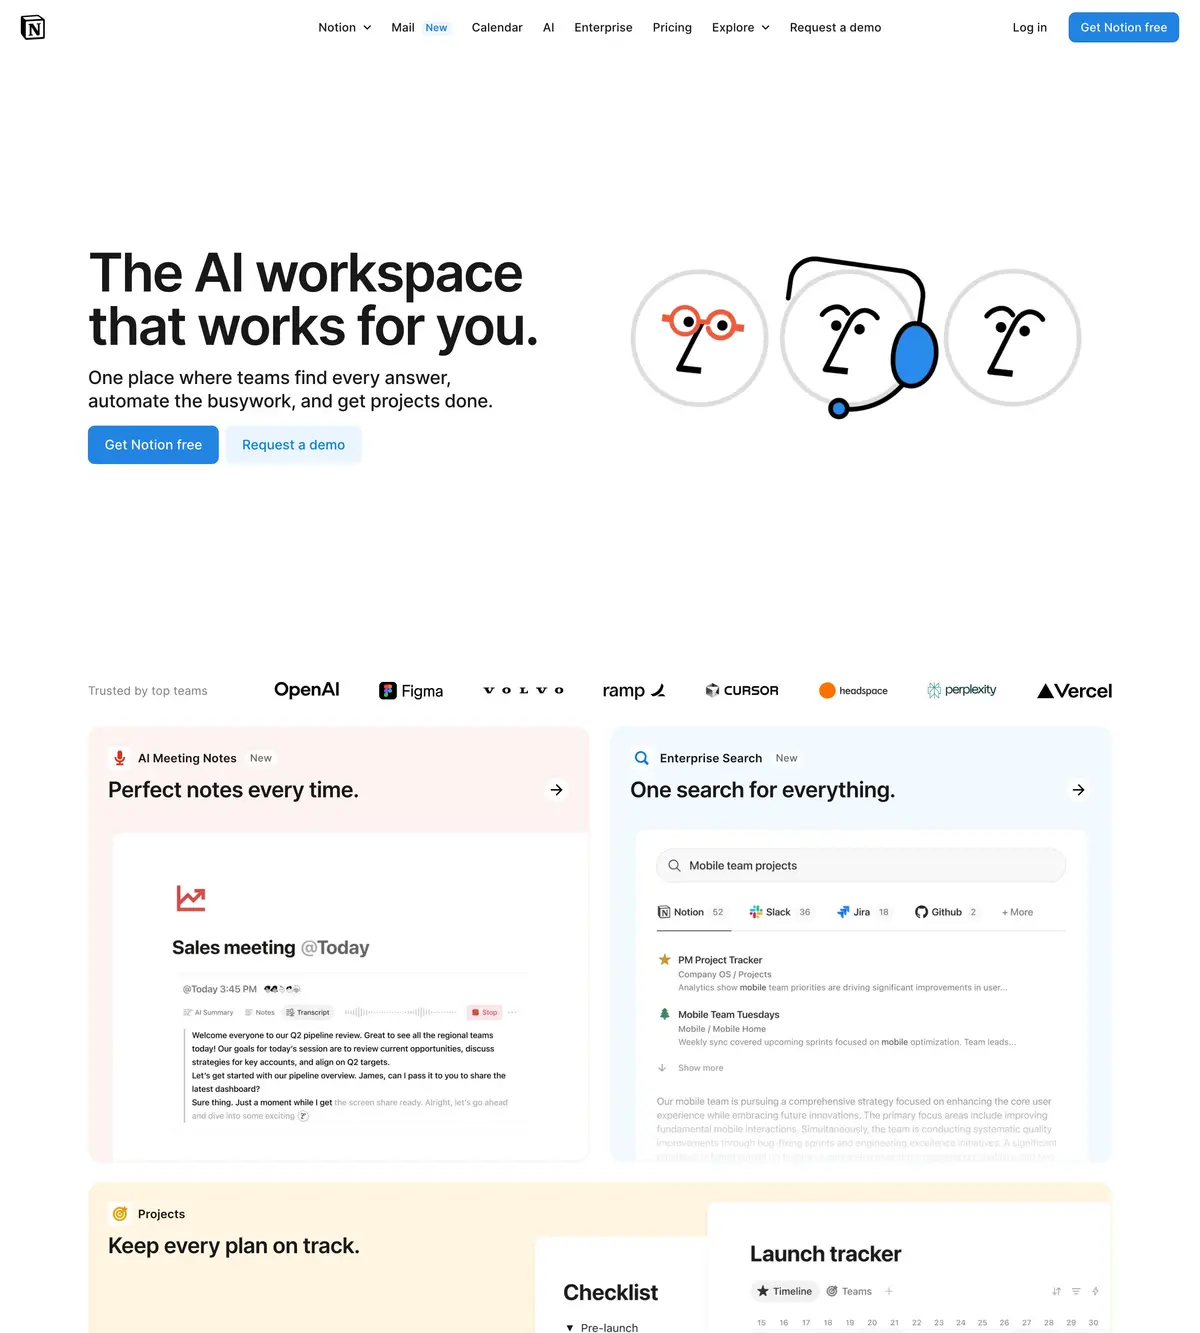 Notion Mail New Calendar AI Enterprise Pricing Explore Request a demo Log in Get Notion free
The AI workspace
that works for you.
One place where teams find every answer,
automate the busywork, and get projects done.
Get Notion free Request a demo
Trusted by top teams OpenAI Figma VOLVO ramp CURSOR headspace perplexity Vercel
AI Meeting Notes New
Perfect notes every time.
Sales meeting @Today
@Today 3:45 PM
AI Summary Notes Transcript Stop
Welcome everyone to our Q2 pipeline review. Great to see all the regional teams
today! Our goals for today's session are to review current opportunities, discuss
strategies for key accounts, and align on Q2 targets.
Let's get started with our pipeline overview. James, can I pass it to you to share the
latest dashboard?
Sure thing. Just a moment while I get the screen share ready. Alright, let's go ahead
and dive into some exciting
Enterprise Search New
One search for everything.
Mobile team projects
Notion 52 Slack 36 Jira 18 Github 2 + More
PM Project Tracker
Company OS / Projects
Analytics show mobile team priorities are driving significant improvements in user...
Mobile Team Tuesdays
Mobile / Mobile Home
Weekly sync covered upcoming sprints focused on mobile optimization. Team leads...
Show more
Our mobile team is pursuing a comprehensive strategy focused on enhancing the core user
experience while embracing future innovations. The primary focus areas include improving
fundamental mobile interactions. Simultaneously, the team is conducting systematic quality
improvements through bug-fixing sprints and engineering excellence initiatives. A significant
Projects
Keep every plan on track.
Checklist
Pre-launch
Launch tracker
Timeline Teams +
15 16 17 18 19 20 21 22 23 24 25 26 27 28 29 30